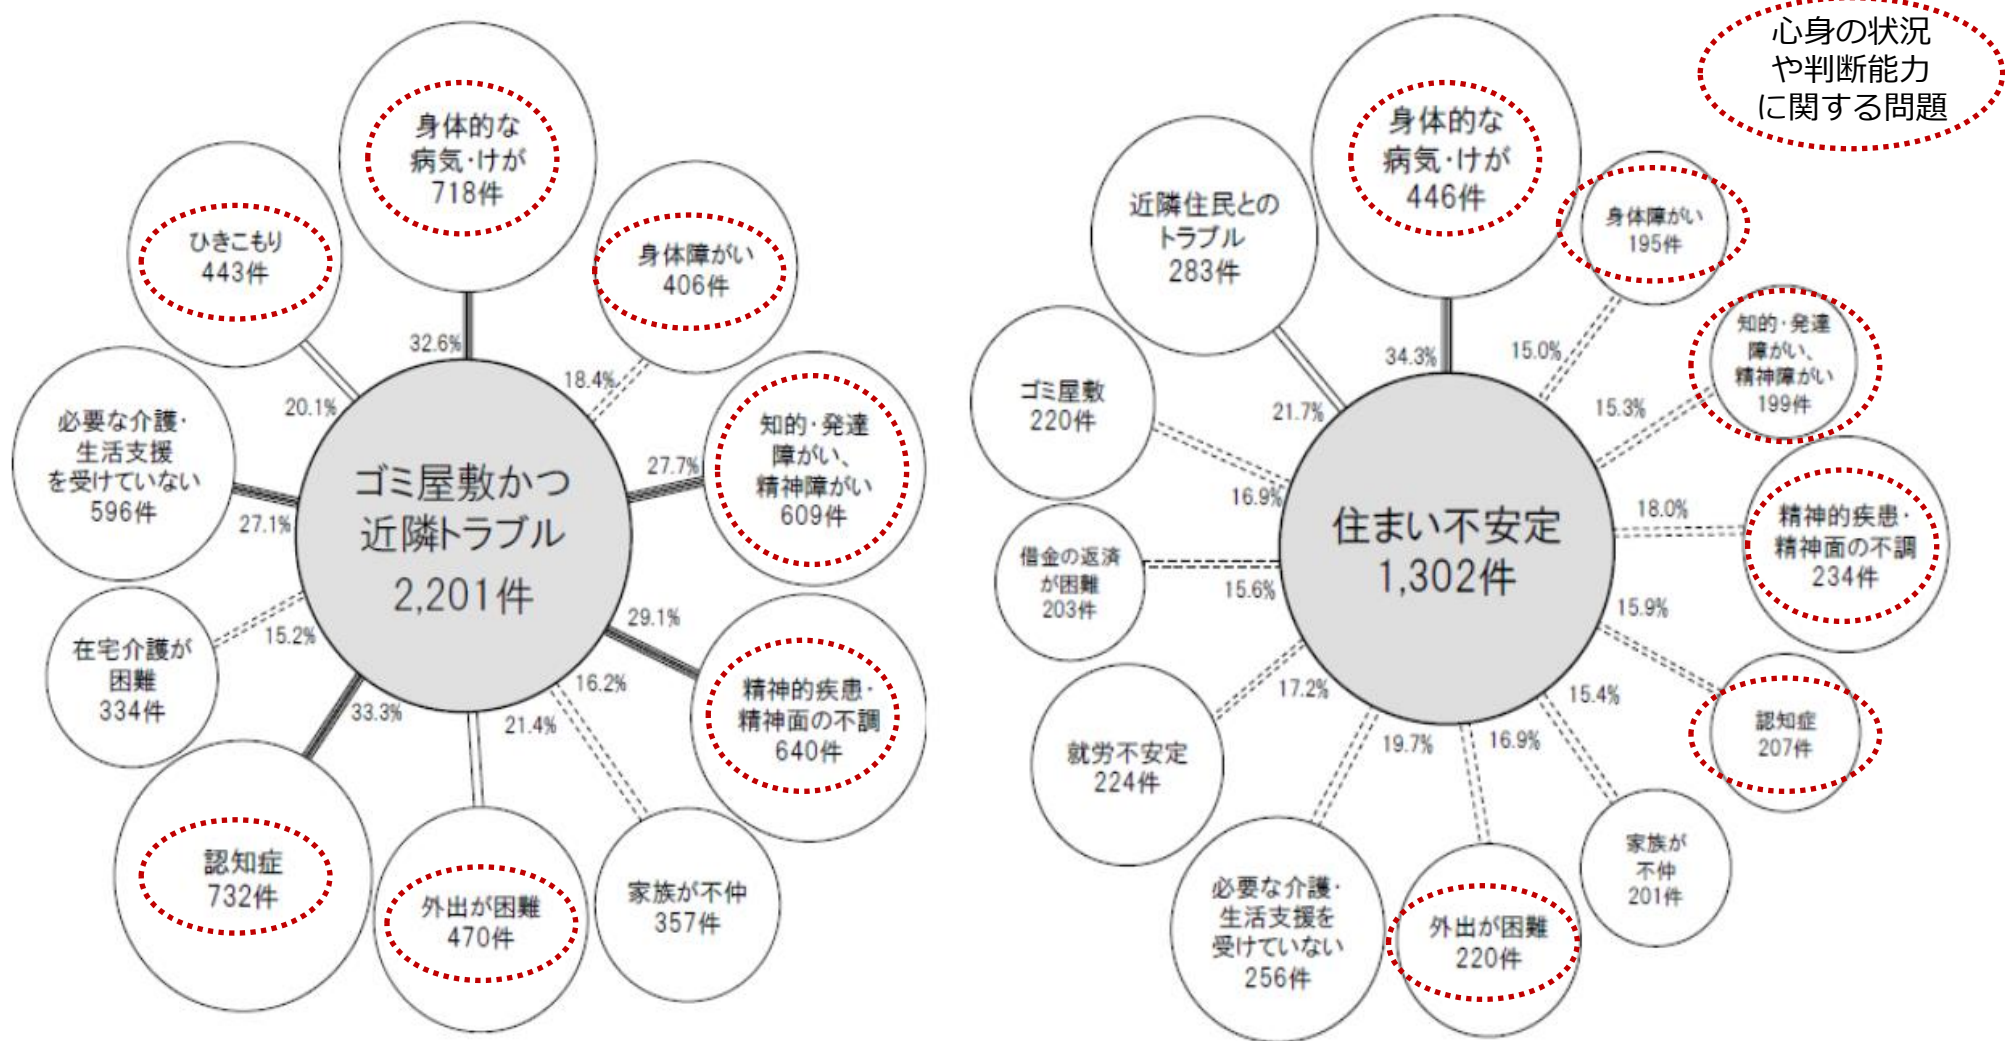 身体的な
病気・けが
718件
32.6%
身体障がい
406件
18.4%
知的・発達
障がい、
精神障がい
609件
27.7%
精神的疾患・
精神面の不調
640件
29.1%
家族が不仲
357件
16.2%
外出が困難
470件
21.4%
認知症
732件
33.3%
在宅介護が
困難
334件
15.2%
必要な介護・
生活支援
を受けていない
596件
27.1%
ひきこもり
443件
20.1%
ゴミ屋敷かつ
近隣トラブル
2,201件
心身の状況
や判断能力
に関する問題
身体的な
病気・けが
446件
34.3%
身体障がい
195件
15.0%
知的・発達
障がい、
精神障がい
199件
15.3%
精神的疾患・
精神面の不調
234件
18.0%
認知症
207件
15.9%
家族が
不仲
201件
15.4%
外出が困難
220件
16.9%
必要な介護・
生活支援を
受けていない
256件
19.7%
就労不安定
224件
17.2%
借金の返済
が困難
203件
15.6%
ゴミ屋敷
220件
16.9%
近隣住民との
トラブル
283件
21.7%
住まい不安定
1,302件